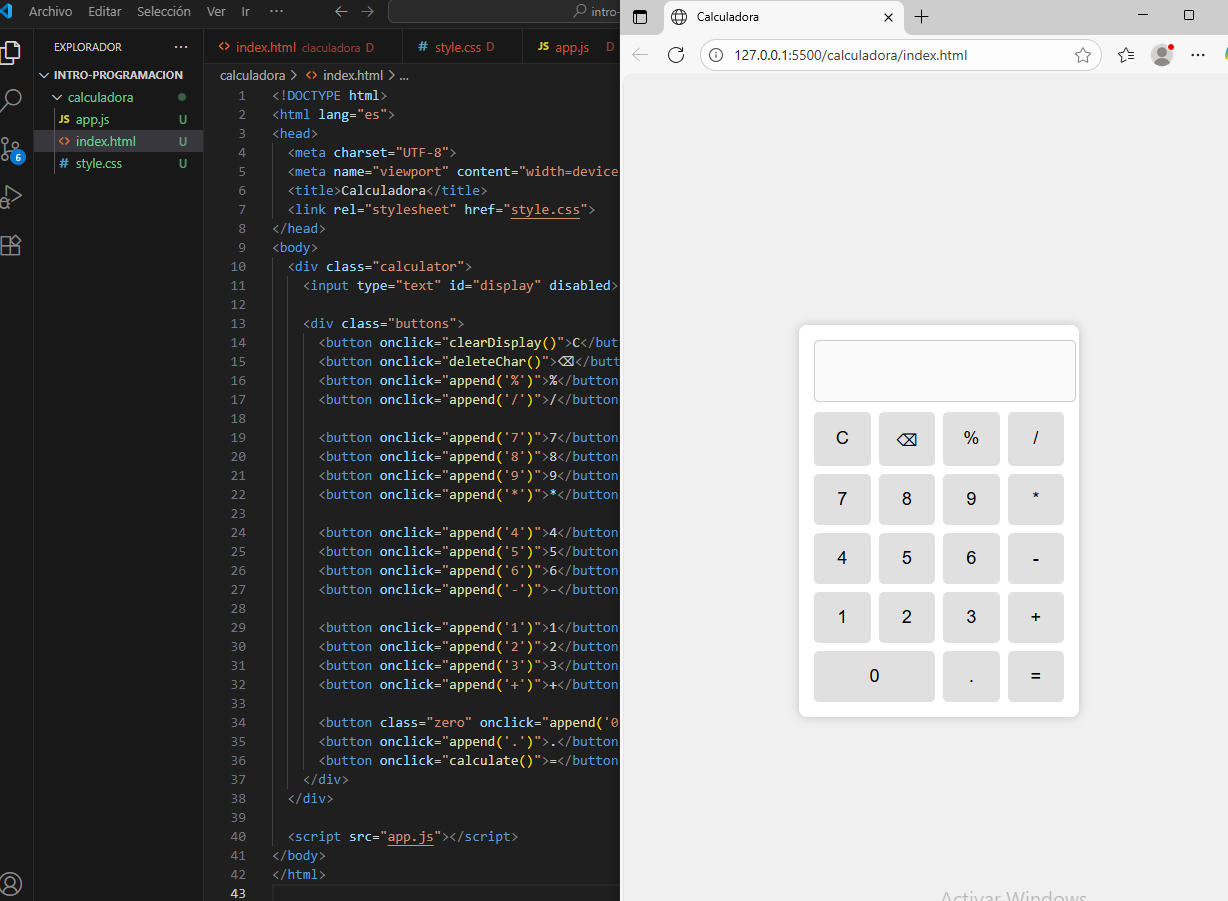 Archivo Editar Selección Ver Ir ··· intro-
EXPLORADOR ···
INTRO-PROGRAMACION
calculadora
JS app.js U
<> index.html U
# style.css U
6
<> index.html claculadora D # style.css D JS app.js D
calculadora > <> index.html > ...
1 <!DOCTYPE html>
2 <html lang="es">
3 <head>
4 <meta charset="UTF-8">
5 <meta name="viewport" content="width=device
6 <title>Calculadora</title>
7 <link rel="stylesheet" href="style.css">
8 </head>
9 <body>
10 <div class="calculator">
11 <input type="text" id="display" disabled>
12
13 <div class="buttons">
14 <button onclick="clearDisplay()">C</but
15 <button onclick="deleteChar()">⌫</butt
16 <button onclick="append('%')">%</button
17 <button onclick="append('/')">/</button
18
19 <button onclick="append('7')">7</button
20 <button onclick="append('8')">8</button
21 <button onclick="append('9')">9</button
22 <button onclick="append('*')">*</button
23
24 <button onclick="append('4')">4</button
25 <button onclick="append('5')">5</button
26 <button onclick="append('6')">6</button
27 <button onclick="append('-')">-</button
28
29 <button onclick="append('1')">1</button
30 <button onclick="append('2')">2</button
31 <button onclick="append('3')">3</button
32 <button onclick="append('+')">+</button
33
34 <button class="zero" onclick="append('0
35 <button onclick="append('.')">.</button
36 <button onclick="calculate()">=</button
37 </div>
38 </div>
39
40 <script src="app.js"></script>
41 </body>
42 </html>
43
Calculadora
127.0.0.1:5500/calculadora/index.html
C ⌫ % /
7 8 9 *
4 5 6 -
1 2 3 +
0 . =
Activar Windows